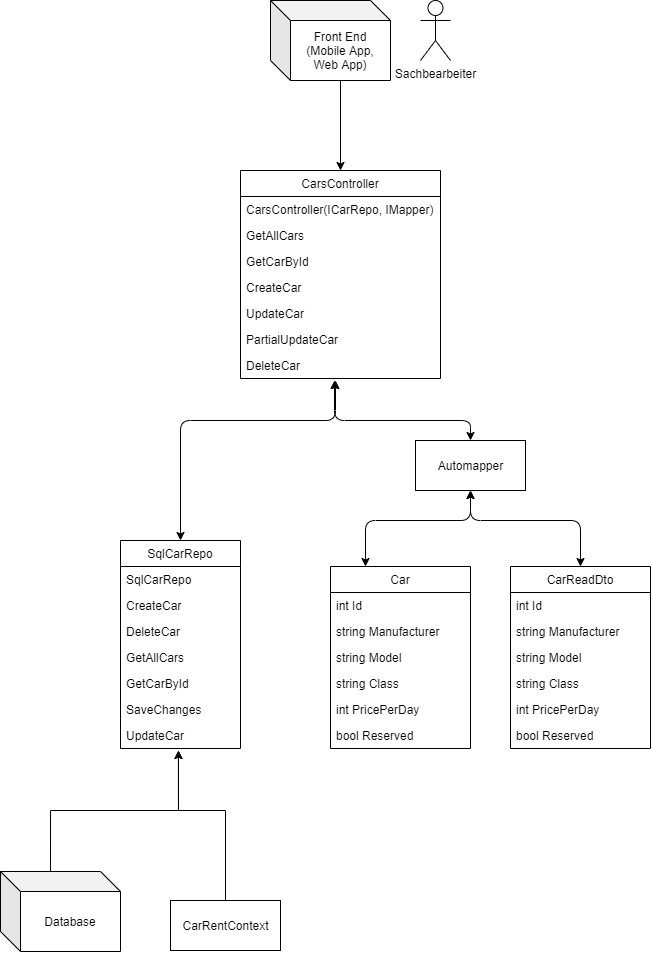 Front End
(Mobile App,
Web App)
Sachbearbeiter
CarsController
CarsController(ICarRepo, IMapper)
GetAllCars
GetCarById
CreateCar
UpdateCar
PartialUpdateCar
DeleteCar
Automapper
SqlCarRepo
SqlCarRepo
CreateCar
DeleteCar
GetAllCars
GetCarById
SaveChanges
UpdateCar
Car
int Id
string Manufacturer
string Model
string Class
int PricePerDay
bool Reserved
CarReadDto
int Id
string Manufacturer
string Model
string Class
int PricePerDay
bool Reserved
Database
CarRentContext